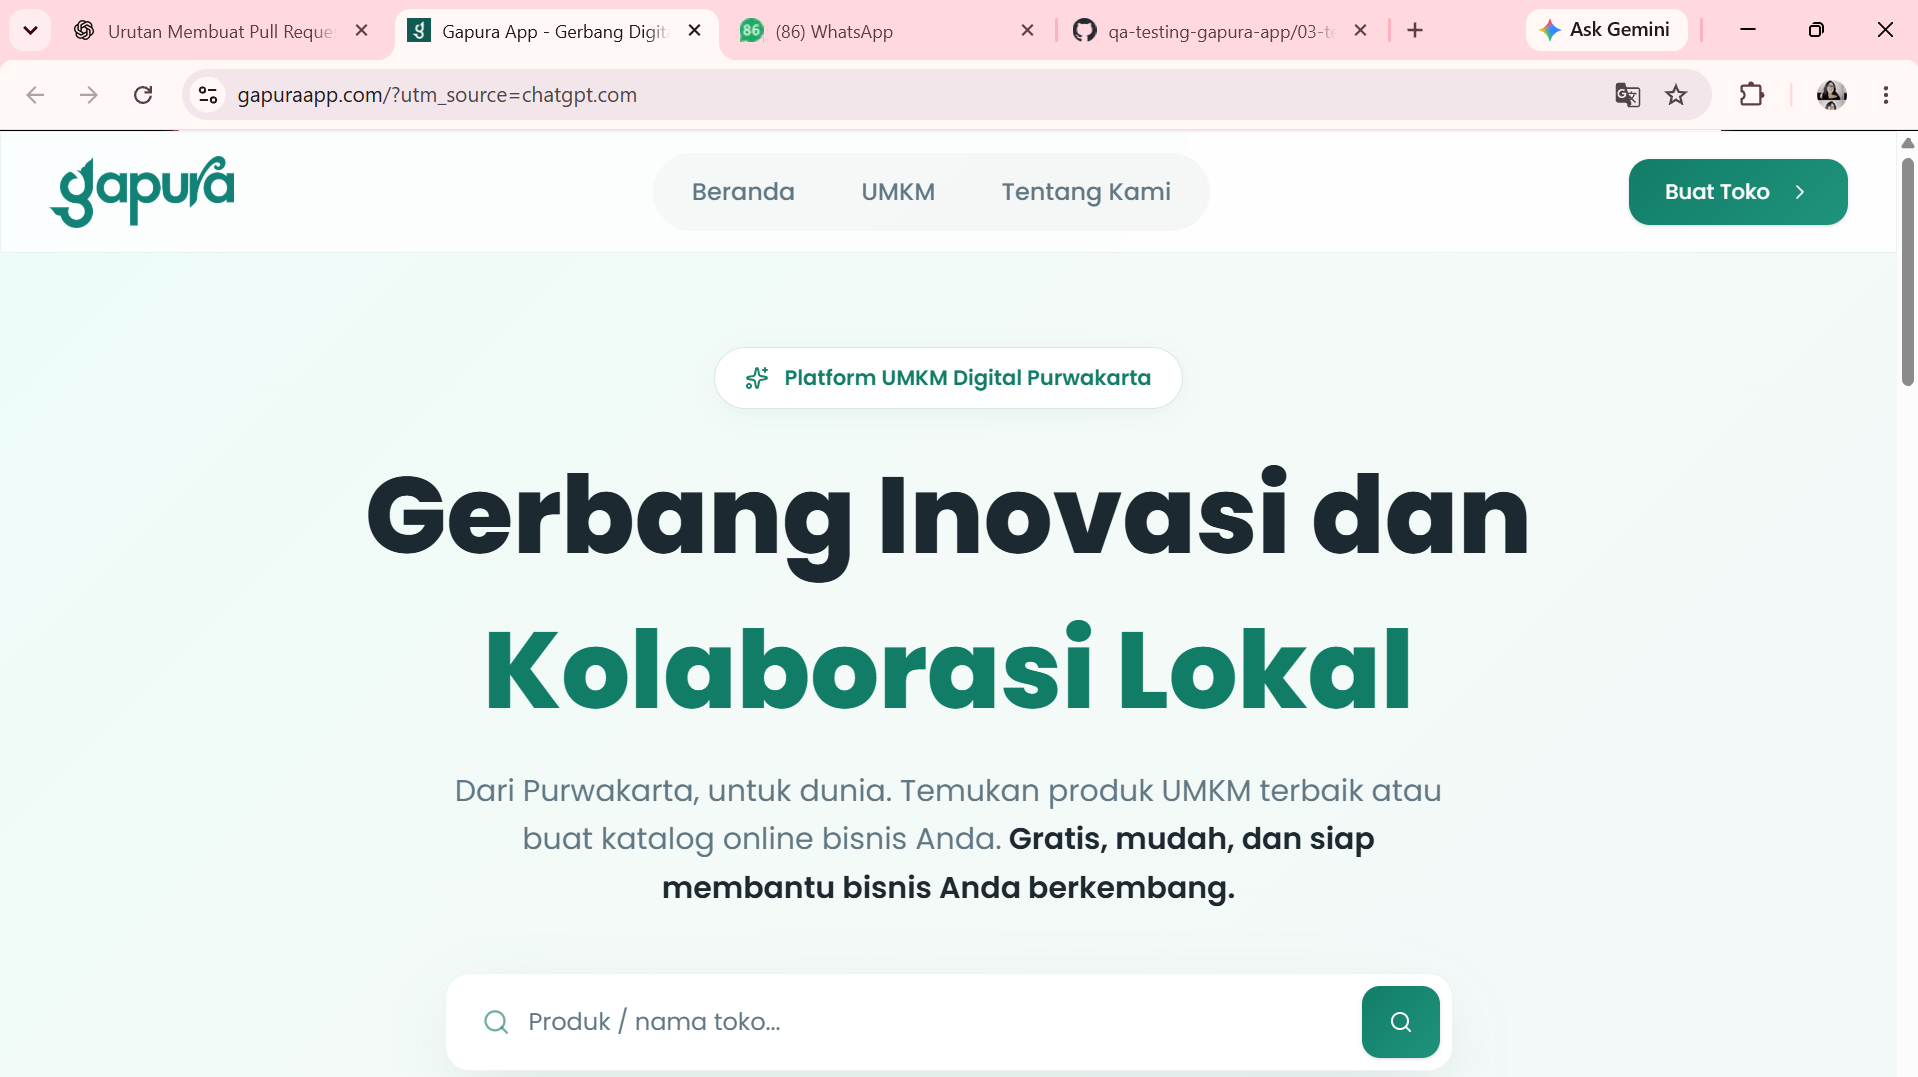 Urutan Membuat Pull Reque
Gapura App - Gerbang Digit
86
(86) WhatsApp
qa-testing-gapura-app/03-te
Ask Gemini
gapuraapp.com/?utm_source=chatgpt.com
gapura
Beranda
UMKM
Tentang Kami
Buat Toko
Platform UMKM Digital Purwakarta
Gerbang Inovasi dan
Kolaborasi Lokal
Dari Purwakarta, untuk dunia. Temukan produk UMKM terbaik atau
buat katalog online bisnis Anda. Gratis, mudah, dan siap
membantu bisnis Anda berkembang.
Produk / nama toko...